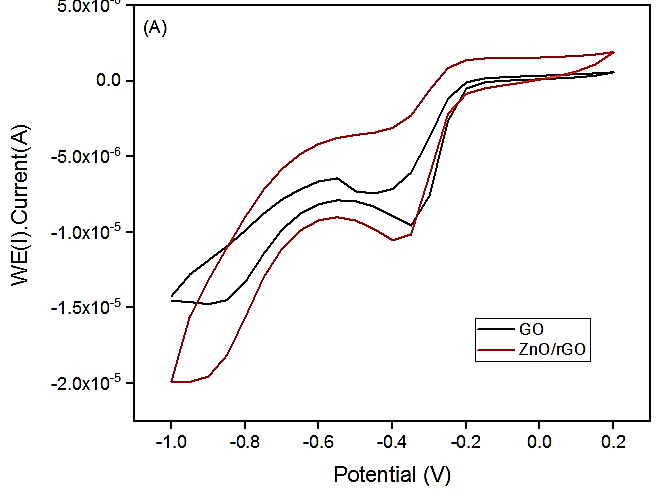 5.0x10⁻⁶
(A)
0.0
-5.0x10⁻⁶
-1.0x10⁻⁵
-1.5x10⁻⁵
-2.0x10⁻⁵
WE(I).Current(A)
GO
ZnO/rGO
-1.0 -0.8 -0.6 -0.4 -0.2 0.0 0.2
Potential (V)